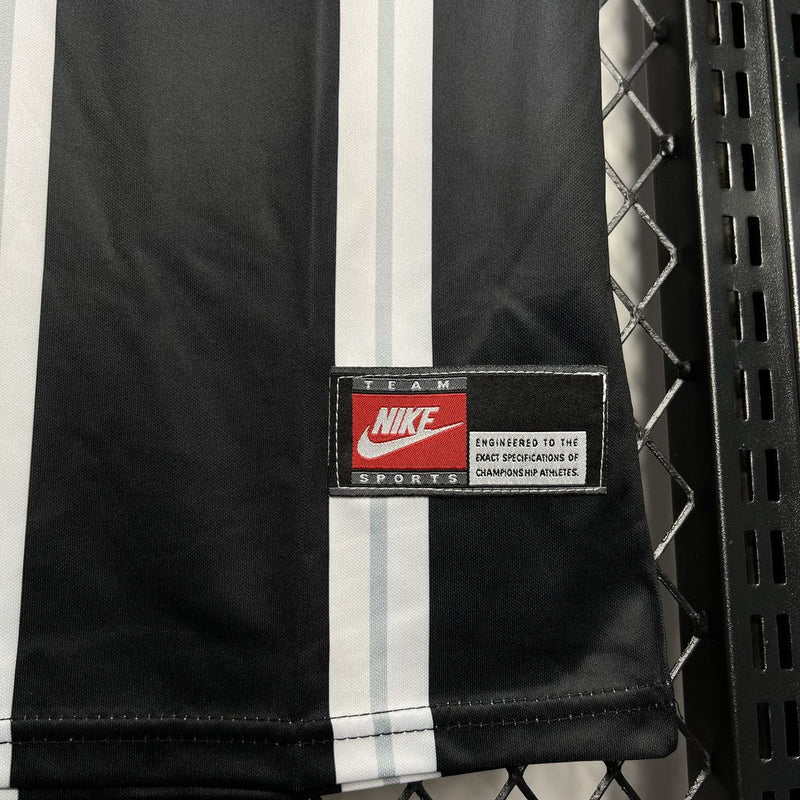 TEAM
NIKE
SPORTS
ENGINEERED TO THE
EXACT SPECIFICATIONS OF
CHAMPIONSHIP ATHLETES.